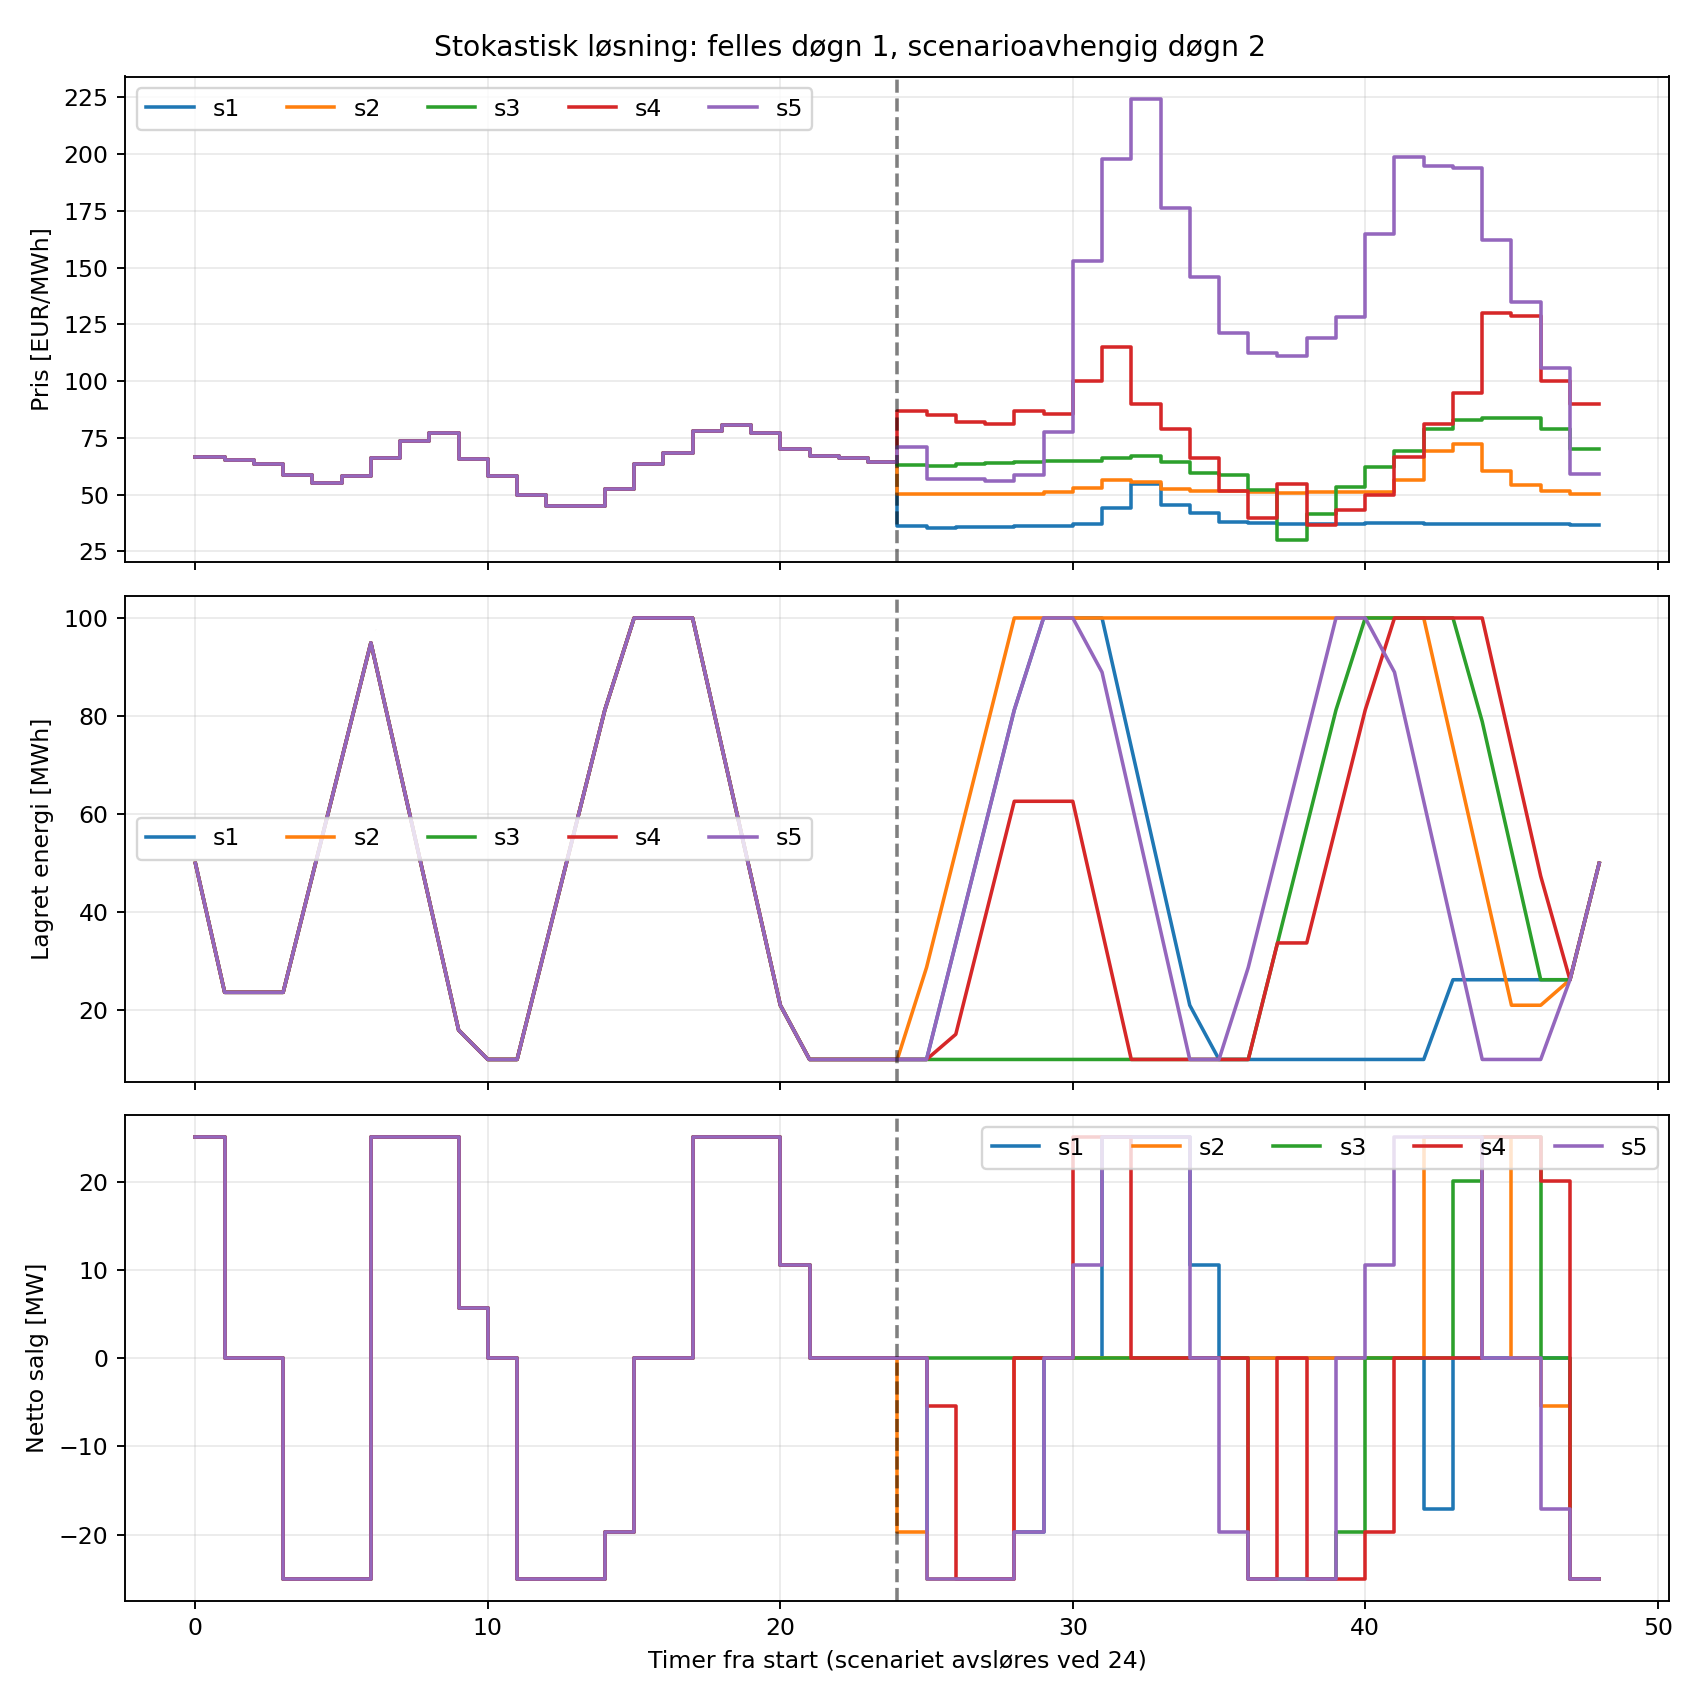 Stokastisk løsning: felles døgn 1, scenarioavhengig døgn 2
225
200
175
150
125
100
75
50
25
Pris [EUR/MWh]
s1 s2 s3 s4 s5
100
80
60
40
20
Lagret energi [MWh]
s1 s2 s3 s4 s5
20
10
0
−10
−20
Netto salg [MW]
s1 s2 s3 s4 s5
0 10 20 30 40 50
Timer fra start (scenariet avsløres ved 24)